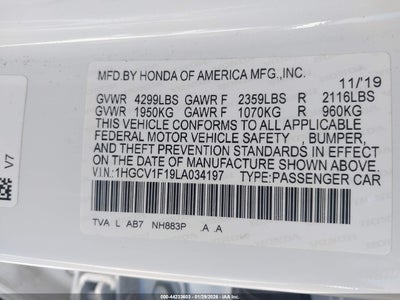 MFD.BY HONDA OF AMERICA MFG.,INC.
11/'19
GVWR 4299LBS GAWR F 2359LBS R 2116LBS
GVWR 1950KG GAWR F 1070KG R 960KG
THIS VEHICLE CONFORMS TO ALL APPLICABLE
FEDERAL MOTOR VEHICLE SAFETY , BUMPER,
AND THEFT PREVENTION STANDARDS IN EFFECT
ON THE DATE OF MANUFACTURE SHOWN ABOVE.
V.I.N:1HGCV1F19LA034197 TYPE:PASSENGER CAR
TVA L AB7 NH883P .A .A
V7
000-44233603 - 01/29/2026 - IAA INC.